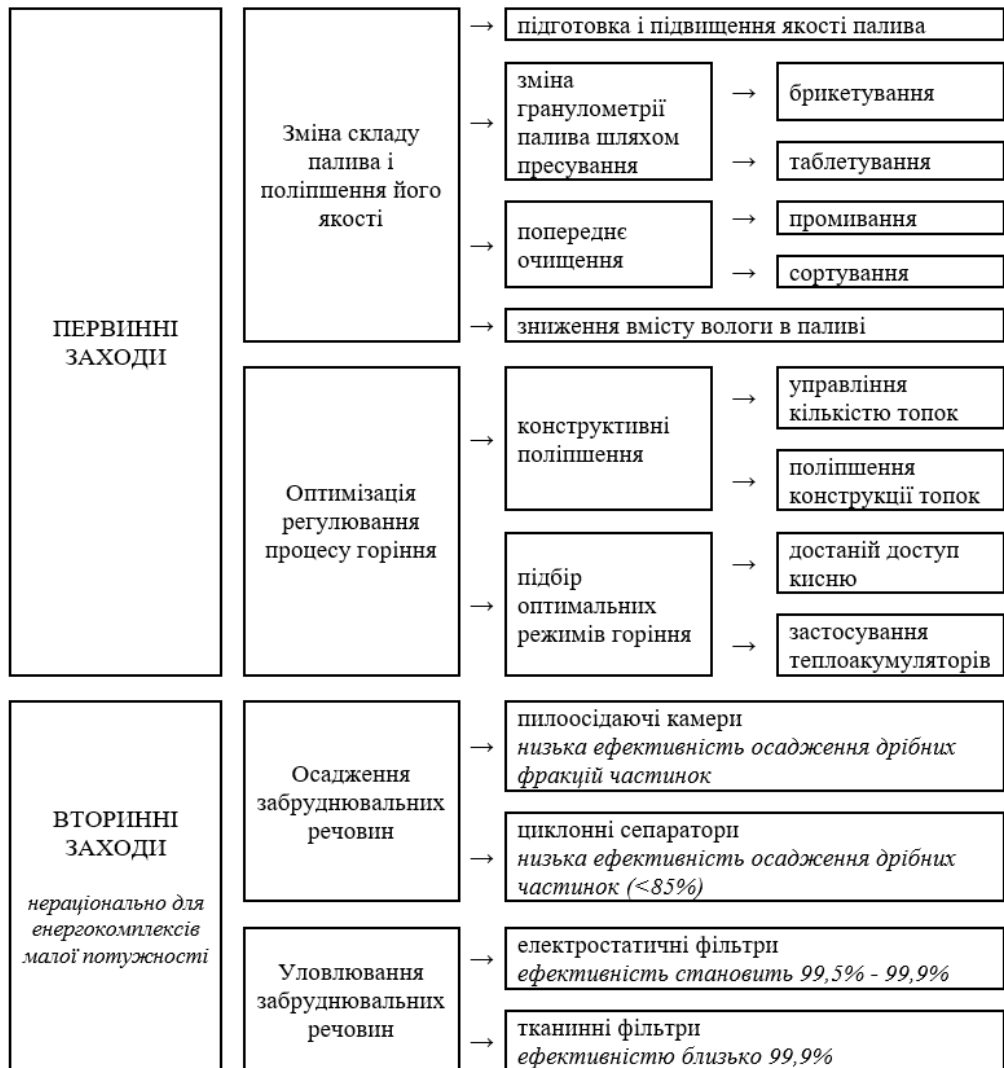 ПЕРВИННІ
ЗАХОДИ
Зміна складу
палива і
поліпшення його
якості
→ підготовка і підвищення якості палива
→ зміна
гранулометрії
палива шляхом
пресування
→ брикетування
→ таблетування
→ попереднє
очищення
→ промивання
→ сортування
→ зниження вмісту вологи в паливі
Оптимізація
регулювання
процесу горіння
→ конструктивні
поліпшення
→ управління
кількістю топок
→ поліпшення
конструкції топок
→ підбір
оптимальних
режимів горіння
→ достаній доступ
кисню
→ застосування
теплоакумуляторів
ВТОРИННІ
ЗАХОДИ
нераціонально для
енергокомплексів
малої потужності
Осадження
забруднювальних
речовин
→ пилоосідаючі камери
низька ефективність осадження дрібних
фракцій частинок
→ циклонні сепаратори
низька ефективність осадження дрібних
частинок (<85%)
Уловлювання
забруднювальних
речовин
→ електростатичні фільтри
ефективність становить 99,5% - 99,9%
→ тканинні фільтри
ефективністю близько 99,9%